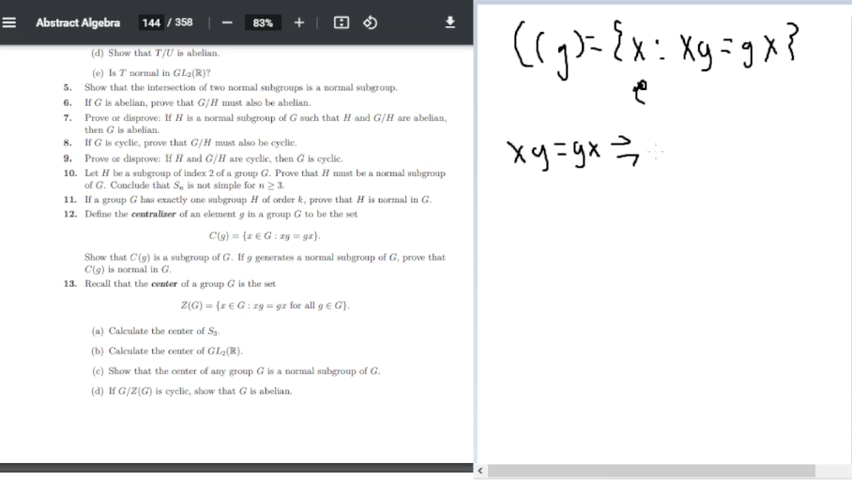 Abstract Algebra
144 / 358
83%
(d) Show that T/U is abelian.
(e) Is T normal in GL₂(ℝ)?
5. Show that the intersection of two normal subgroups is a normal subgroup.
6. If G is abelian, prove that G/H must also be abelian.
7. Prove or disprove: If H is a normal subgroup of G such that H and G/H are abelian,
then G is abelian.
8. If G is cyclic, prove that G/H must also be cyclic.
9. Prove or disprove: If H and G/H are cyclic, then G is cyclic.
10. Let H be a subgroup of index 2 of a group G. Prove that H must be a normal subgroup
of G. Conclude that Sₙ is not simple for n ≥ 3.
11. If a group G has exactly one subgroup H of order k, prove that H is normal in G.
12. Define the centralizer of an element g in a group G to be the set
C(g) = {x ∈ G : xg = gx}.
Show that C(g) is a subgroup of G. If g generates a normal subgroup of G, prove that
C(g) is normal in G.
13. Recall that the center of a group G is the set
Z(G) = {x ∈ G : xg = gx for all g ∈ G}.
(a) Calculate the center of S₃.
(b) Calculate the center of GL₂(ℝ).
(c) Show that the center of any group G is a normal subgroup of G.
(d) If G/Z(G) is cyclic, show that G is abelian.
C(g)={x: xg=gx}
e
xg=gx ⇒